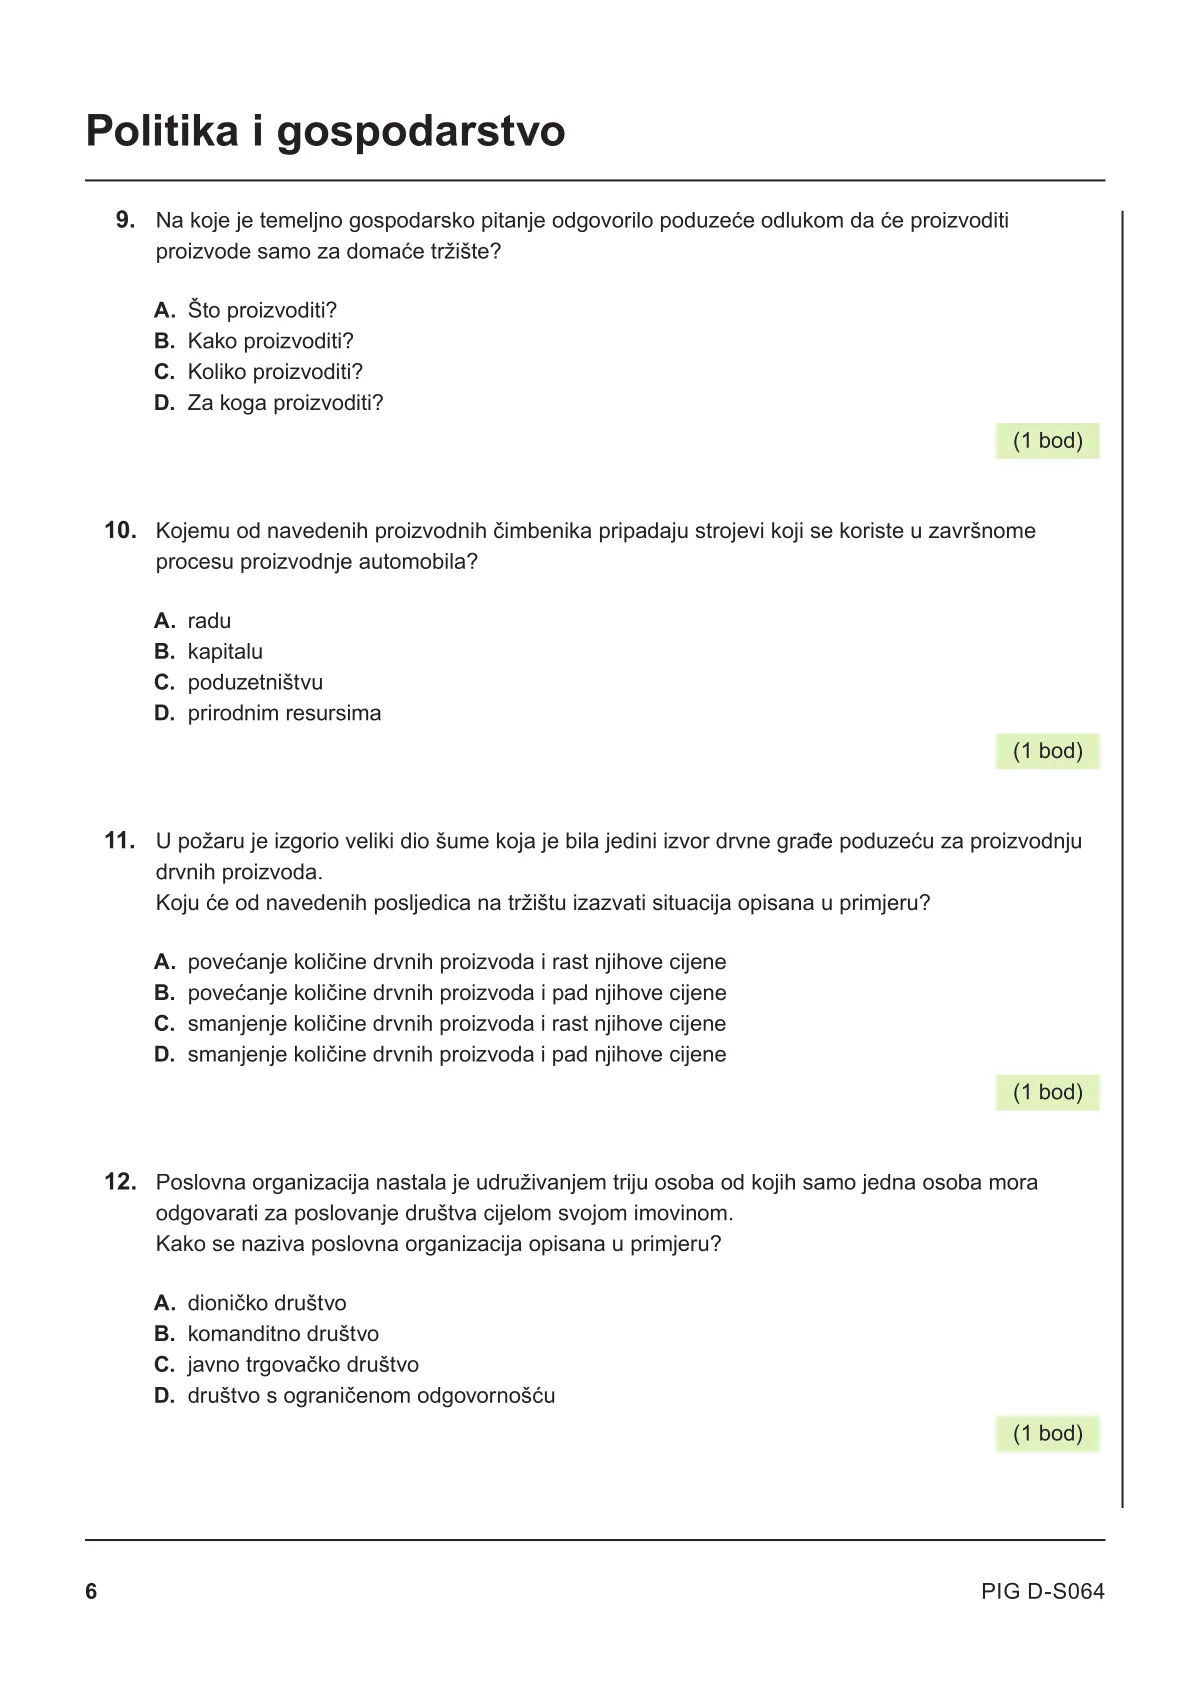 Politika i gospodarstvo
9. Na koje je temeljno gospodarsko pitanje odgovorilo poduzeće odlukom da će proizvoditi
proizvode samo za domaće tržište?
A. Što proizvoditi?
B. Kako proizvoditi?
C. Koliko proizvoditi?
D. Za koga proizvoditi?
(1 bod)
10. Kojemu od navedenih proizvodnih čimbenika pripadaju strojevi koji se koriste u završnome
procesu proizvodnje automobila?
A. radu
B. kapitalu
C. poduzetništvu
D. prirodnim resursima
(1 bod)
11. U požaru je izgorio veliki dio šume koja je bila jedini izvor drvne građe poduzeću za proizvodnju
drvnih proizvoda.
Koju će od navedenih posljedica na tržištu izazvati situacija opisana u primjeru?
A. povećanje količine drvnih proizvoda i rast njihove cijene
B. povećanje količine drvnih proizvoda i pad njihove cijene
C. smanjenje količine drvnih proizvoda i rast njihove cijene
D. smanjenje količine drvnih proizvoda i pad njihove cijene
(1 bod)
12. Poslovna organizacija nastala je udruživanjem triju osoba od kojih samo jedna osoba mora
odgovarati za poslovanje društva cijelom svojom imovinom.
Kako se naziva poslovna organizacija opisana u primjeru?
A. dioničko društvo
B. komanditno društvo
C. javno trgovačko društvo
D. društvo s ograničenom odgovornošću
(1 bod)
6
PIG D-S064